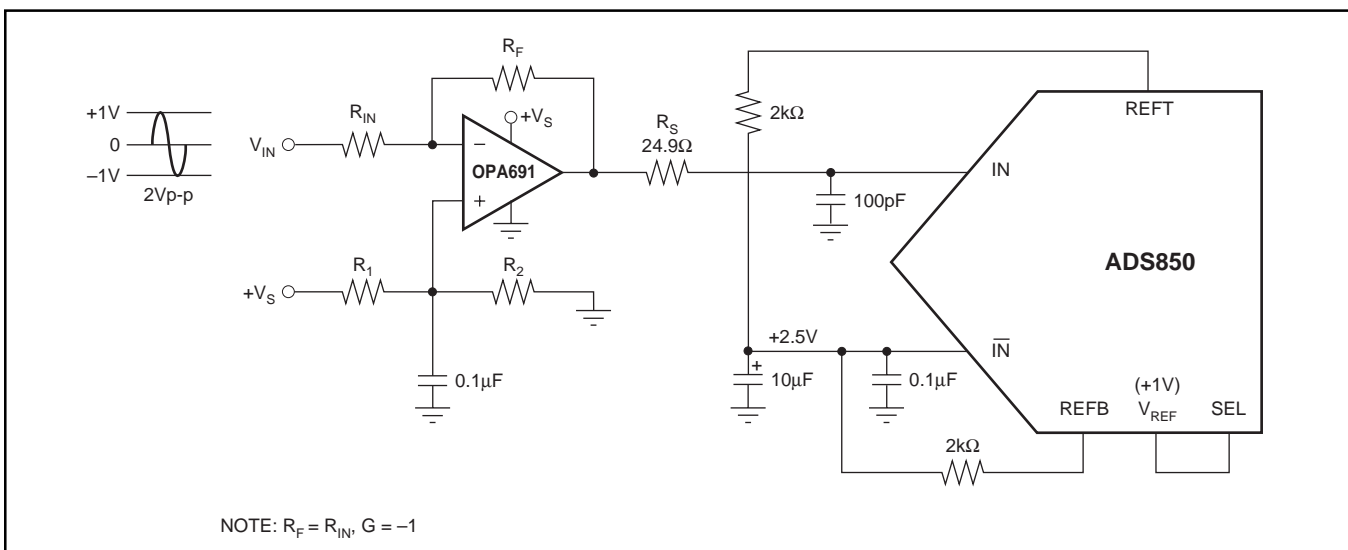 +1V
0
–1V
2Vp-p
V_IN
R_IN
R_F
+V_S
–
OPA691
+
R_S
24.9Ω
2kΩ
REFT
IN
100pF
ADS850
+V_S
R_1
R_2
0.1µF
+2.5V
+
10µF
0.1µF
I̅N̅
REFB
(+1V)
V_REF
SEL
2kΩ
NOTE: R_F = R_IN, G = –1